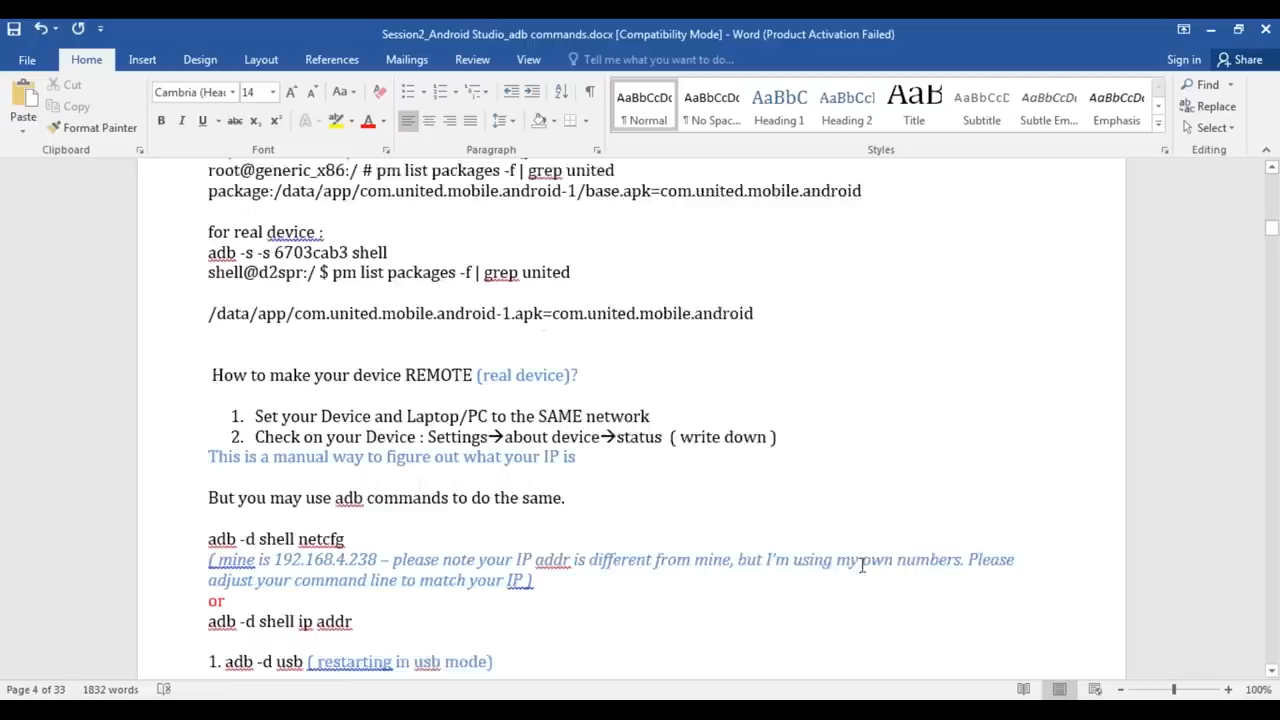 Session2_Android Studio_adb commands.docx [Compatibility Mode] - Word (Product Activation Failed)
File Home Insert Design Layout References Mailings Review View Tell me what you want to do... Sign in Share
Paste
Cut
Copy
Format Painter
Clipboard
Cambria (Heac 14 A A Aa
B I U abc x₂ x² A A
Font
Paragraph
AaBbCcDc AaBbCcDc AaBbC AaBbCcI AaB AaBbCcD AaBbCcDc AaBbCcDc
¶ Normal ¶ No Spac... Heading 1 Heading 2 Title Subtitle Subtle Em... Emphasis
Styles
Find
Replace
Select
Editing
root@generic_x86:/ # pm list packages -f | grep united
package:/data/app/com.united.mobile.android-1/base.apk=com.united.mobile.android
for real device :
adb -s -s 6703cab3 shell
shell@d2spr:/ $ pm list packages -f | grep united
/data/app/com.united.mobile.android-1.apk=com.united.mobile.android
How to make your device REMOTE (real device)?
1. Set your Device and Laptop/PC to the SAME network
2. Check on your Device : Settings→about device→status ( write down )
This is a manual way to figure out what your IP is
But you may use adb commands to do the same.
adb -d shell netcfg
( mine is 192.168.4.238 – please note your IP addr is different from mine, but I'm using my own numbers. Please
adjust your command line to match your IP )
or
adb -d shell ip addr
1. adb -d usb ( restarting in usb mode)
Page 4 of 33 1832 words 100%